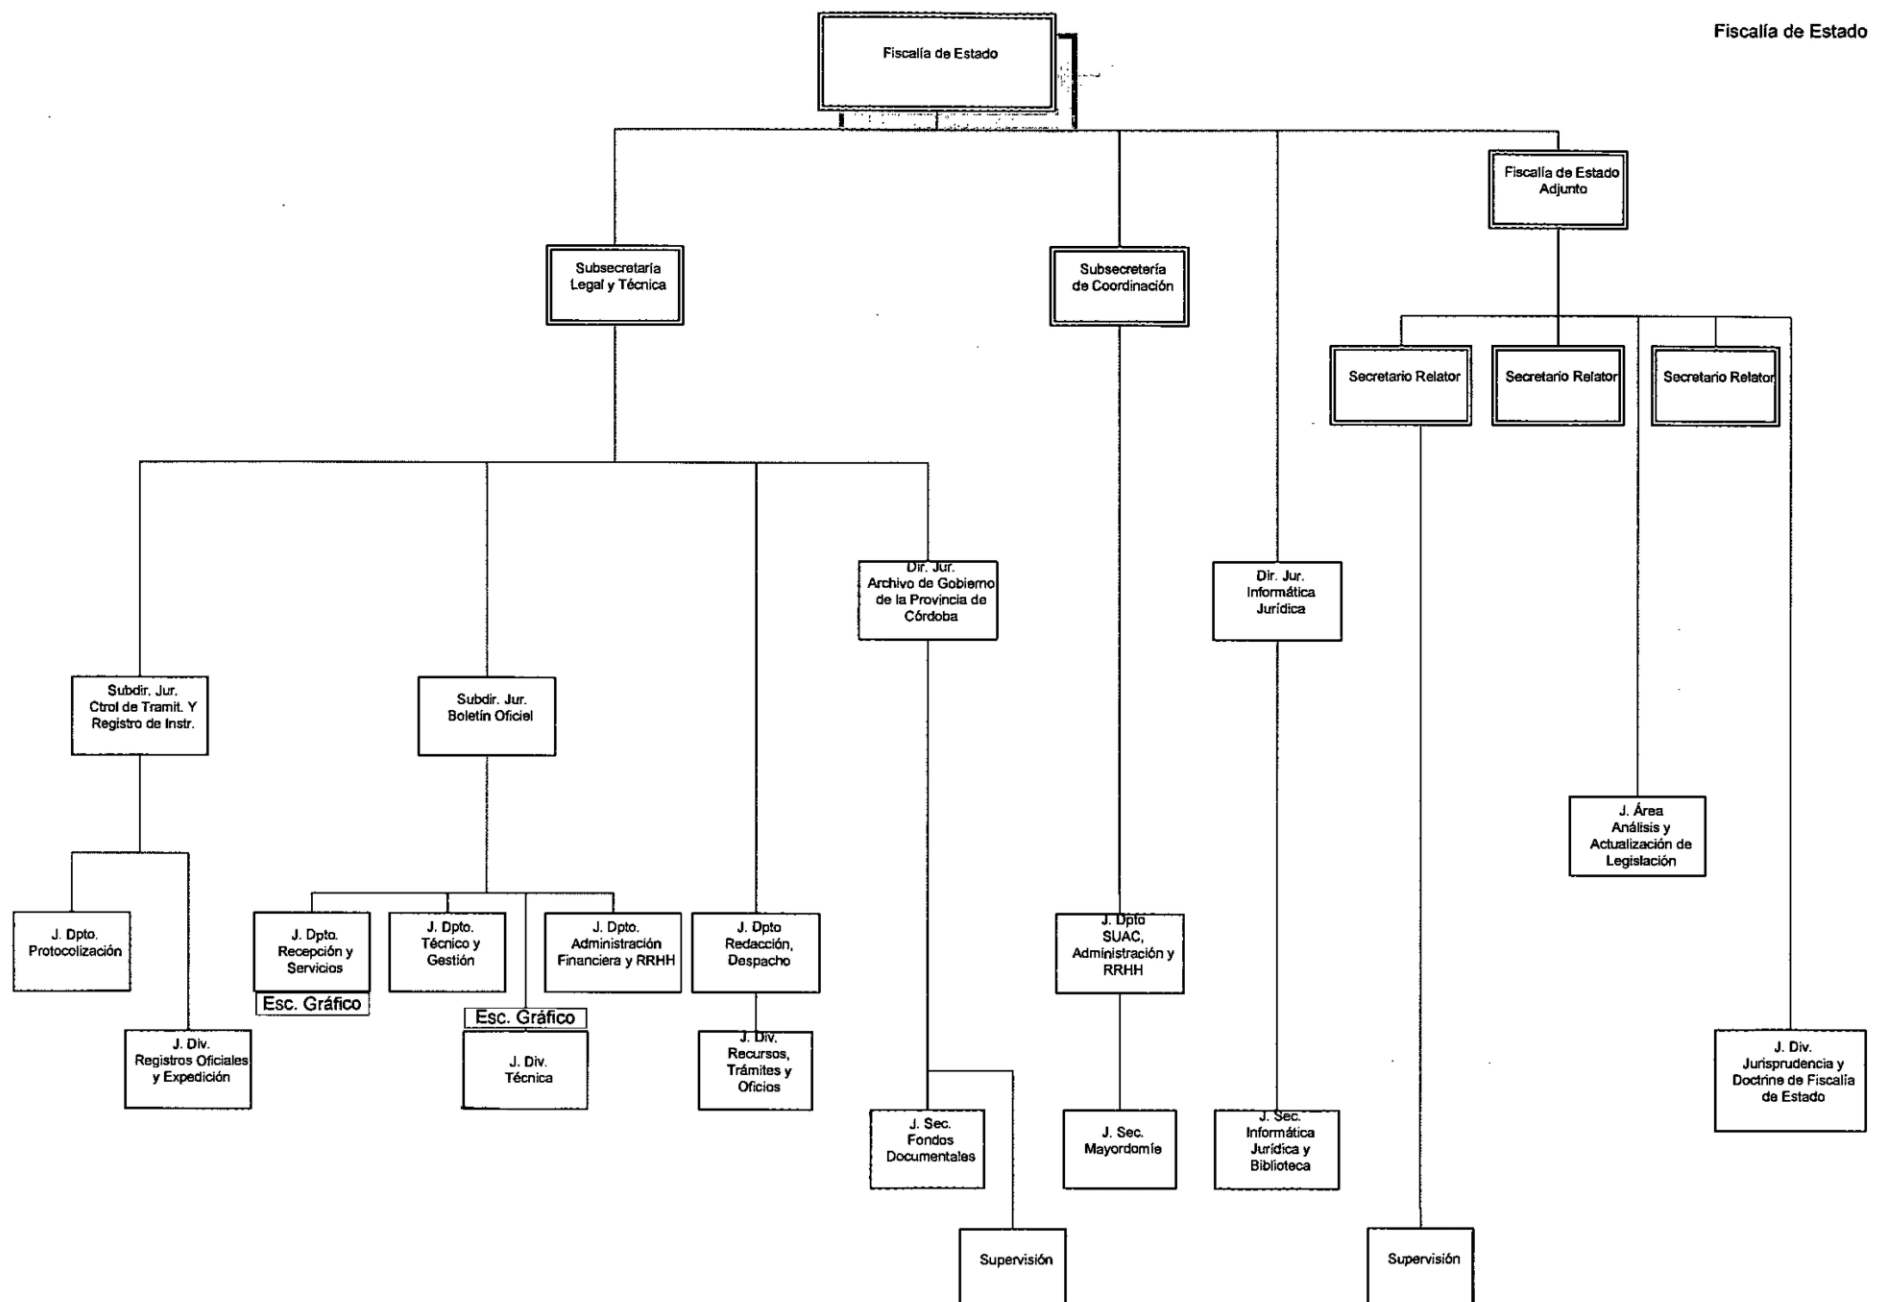 Fiscalía de Estado
Fiscalía de Estado
Fiscalía de Estado
Adjunto
Subsecretaría
Legal y Técnica
Subsecretería
de Coordinación
Secretario Relator
Secretario Relator
Secretario Relator
Dir. Jur.
Archivo de Gobierno
de la Provincia de
Córdoba
Dir. Jur.
Informática
Jurídica
Subdir. Jur.
Ctrol de Tramit. Y
Registro de Instr.
Subdir. Jur.
Boletín Oficiel
J. Área
Análisis y
Actualización de
Legislación
J. Dpto.
Protocolización
J. Dpto.
Recepción y
Servicios
Esc. Gráfico
J. Dpto.
Técnico y
Gestión
J. Dpto.
Administración
Financiera y RRHH
J. Dpto
Redacción,
Despacho
J. Dpto
SUAC,
Administración y
RRHH
J. Div.
Registros Oficiales
y Expedición
Esc. Gráfico
J. Div.
Técnica
J. Div.
Recursos,
Trámites y
Oficios
J. Div.
Jurisprudencia y
Doctrine de Fiscalía
de Estado
J. Sec.
Fondos
Documentales
J. Sec.
Mayordomíe
J. Sec.
Informática
Jurídica y
Biblioteca
Supervisión
Supervisión